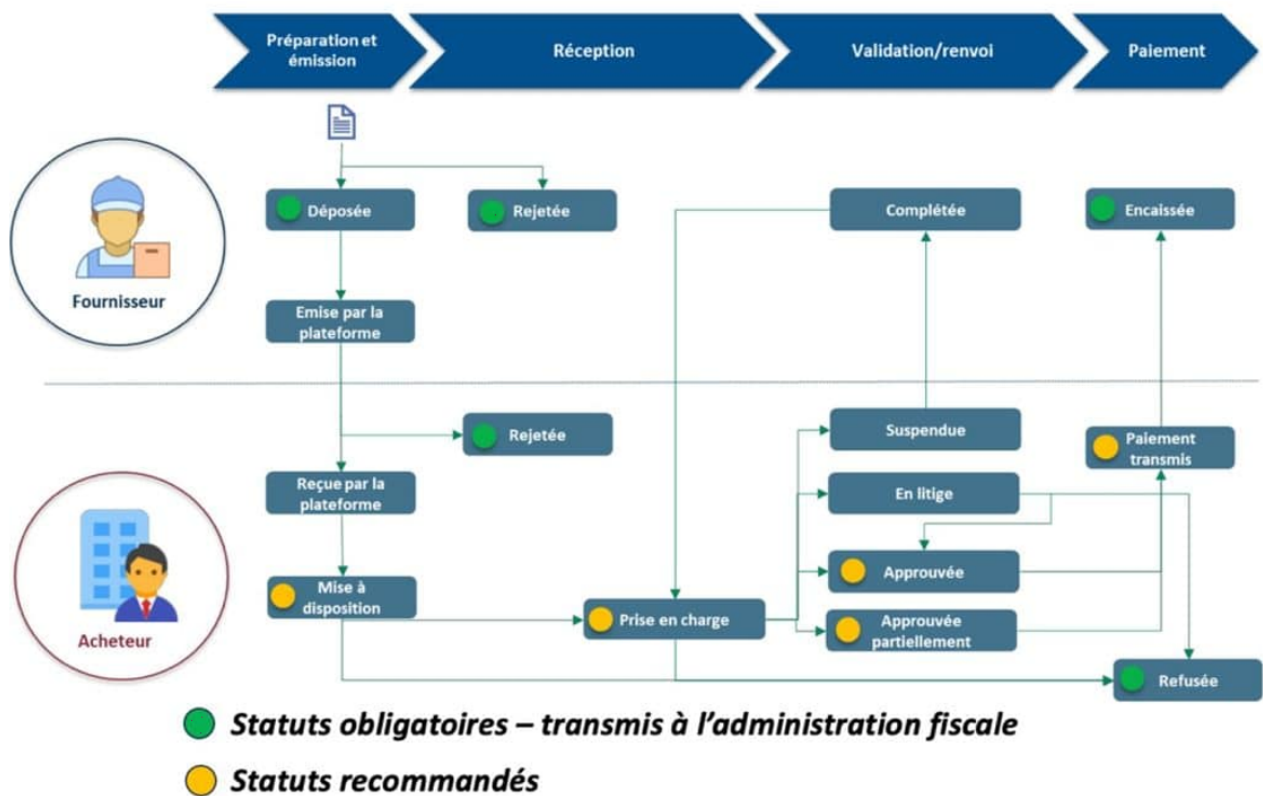 Préparation et
émission
Réception
Validation/renvoi
Paiement
Déposée
Rejetée
Complétée
Encaissée
Fournisseur
Emise par la
plateforme
Rejetée
Suspendue
Paiement
transmis
Reçue par la
plateforme
En litige
Approuvée
Mise à
disposition
Prise en charge
Approuvée
partiellement
Acheteur
Refusée
Statuts obligatoires – transmis à l’administration fiscale
Statuts recommandés